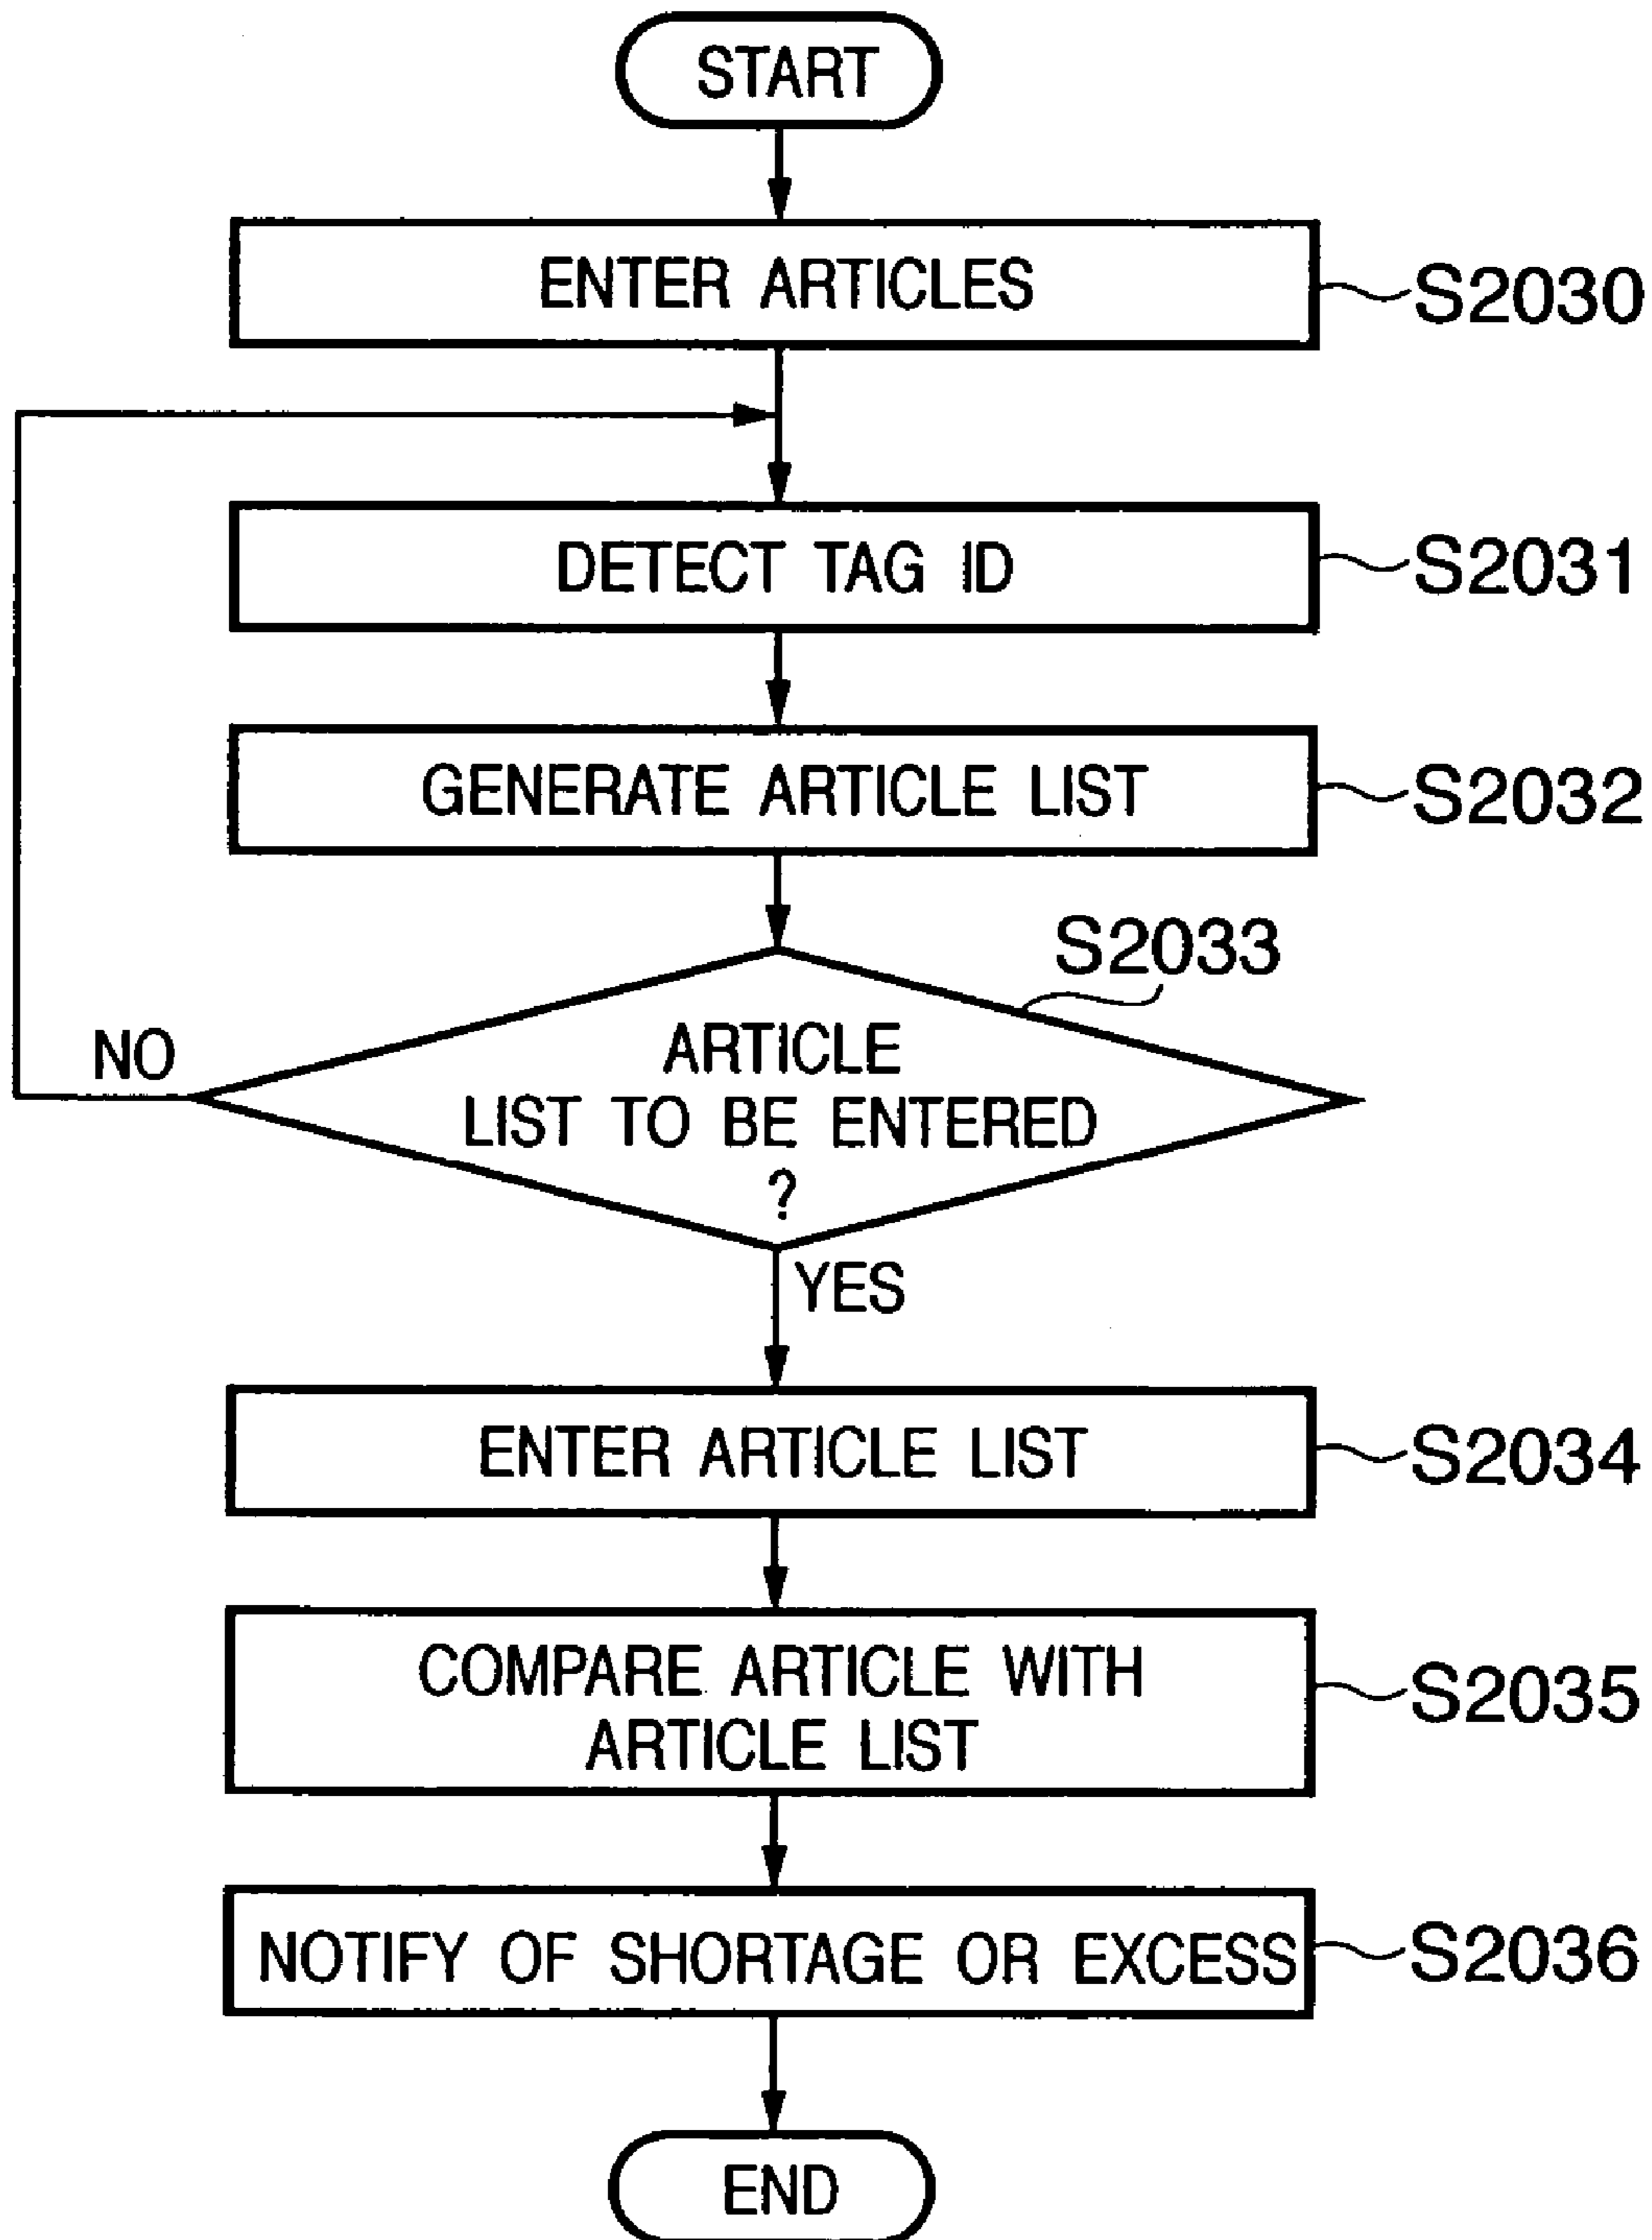 START
ENTER ARTICLES
S2030
DETECT TAG ID
S2031
GENERATE ARTICLE LIST
S2032
S2033
NO
ARTICLE
LIST TO BE ENTERED
?
YES
ENTER ARTICLE LIST
S2034
COMPARE ARTICLE WITH
ARTICLE LIST
S2035
NOTIFY OF SHORTAGE OR EXCESS
S2036
END